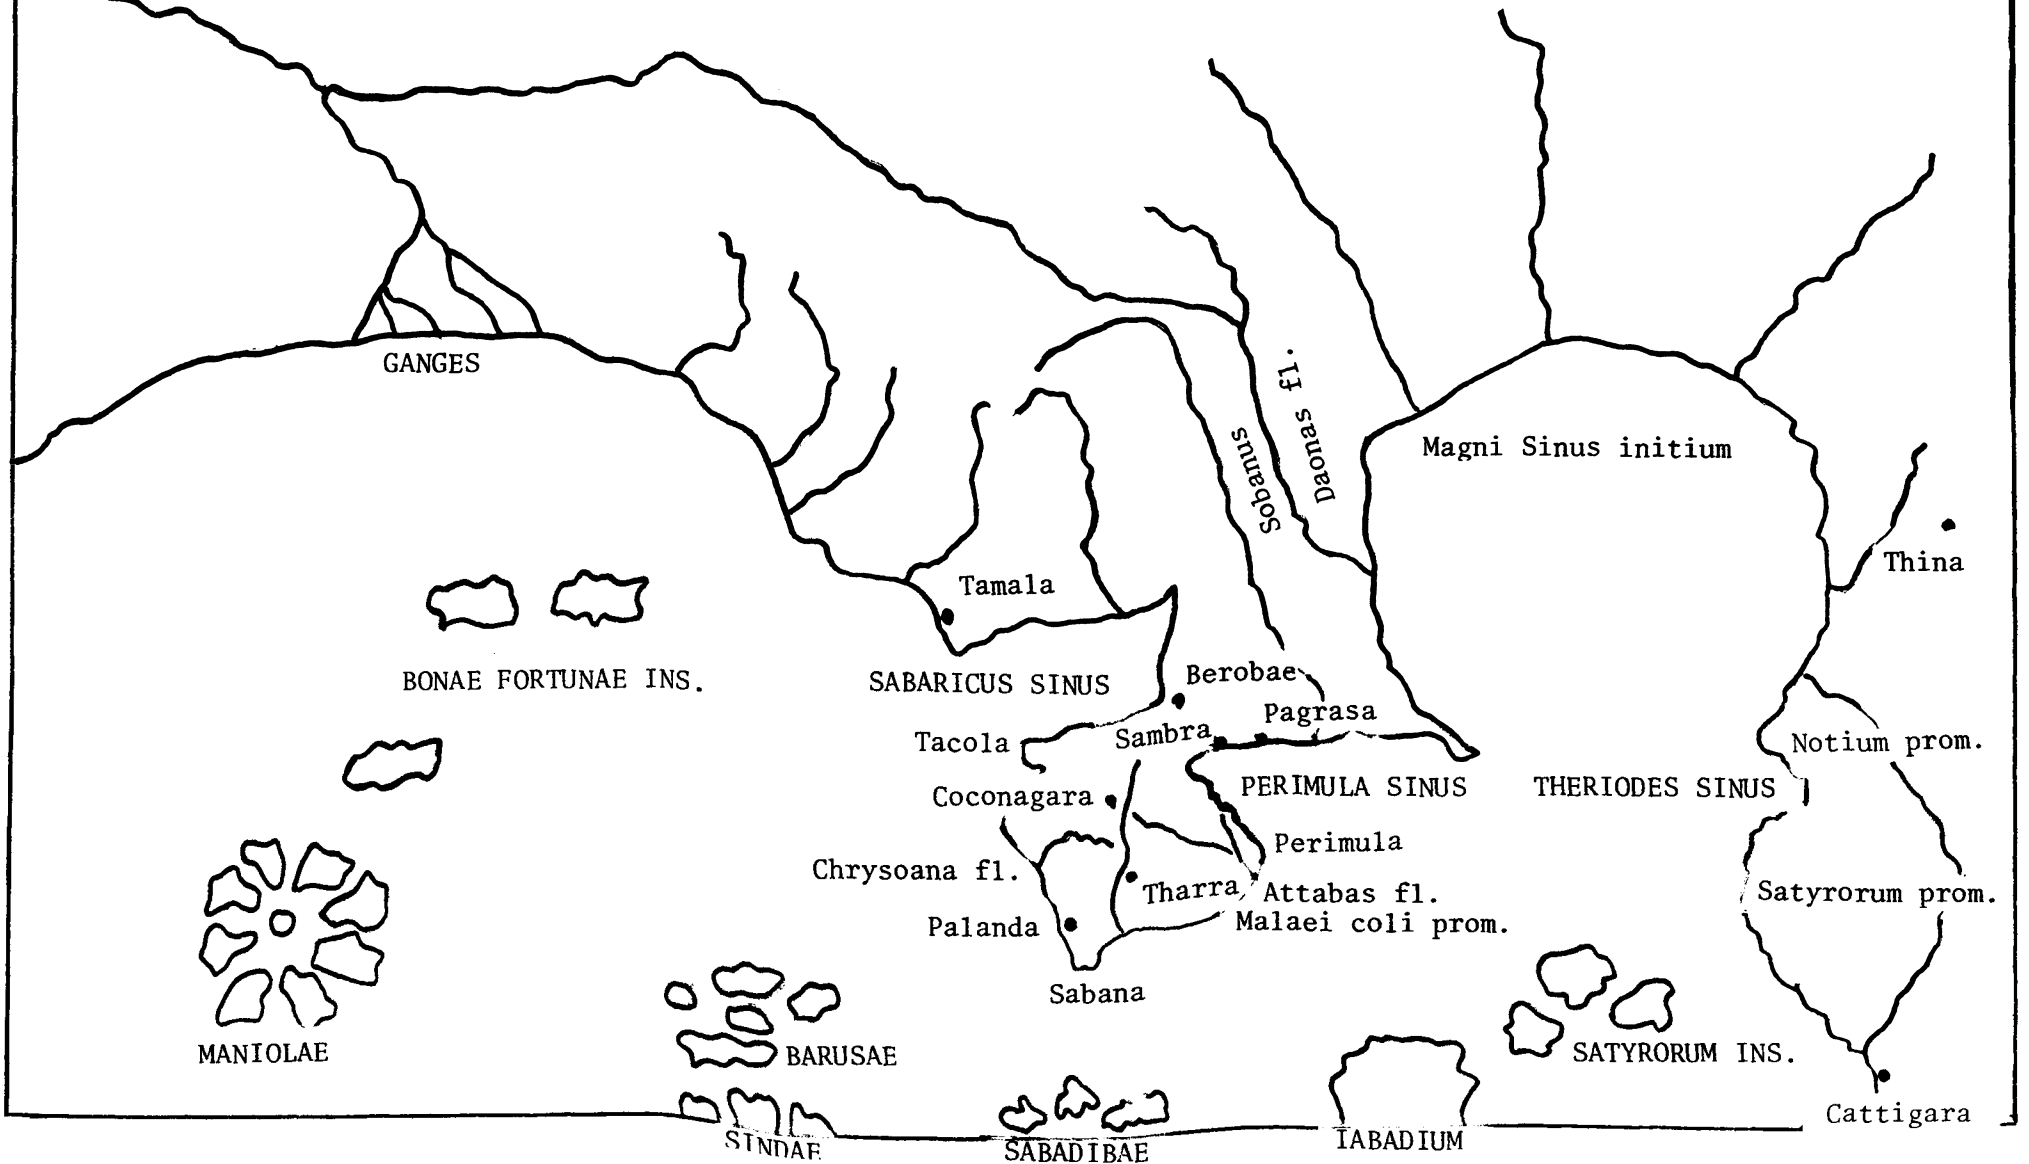 GANGES
Daonas fl.
Sobanus
Magni Sinus initium
Thina
Tamala
BONAE FORTUNAE INS.
SABARICUS SINUS
Berobae
Pagrasa
Tacola
Sambra
Notium prom.
Coconagara
PERIMULA SINUS
THERIODES SINUS
Perimula
Chrysoana fl.
Tharra
Attabas fl.
Satyrorum prom.
Palanda
Malaei coli prom.
Sabana
MANIOLAE
BARUSAE
SATYRORUM INS.
Cattigara
SINDAE
SABADIBAE
IABADIUM